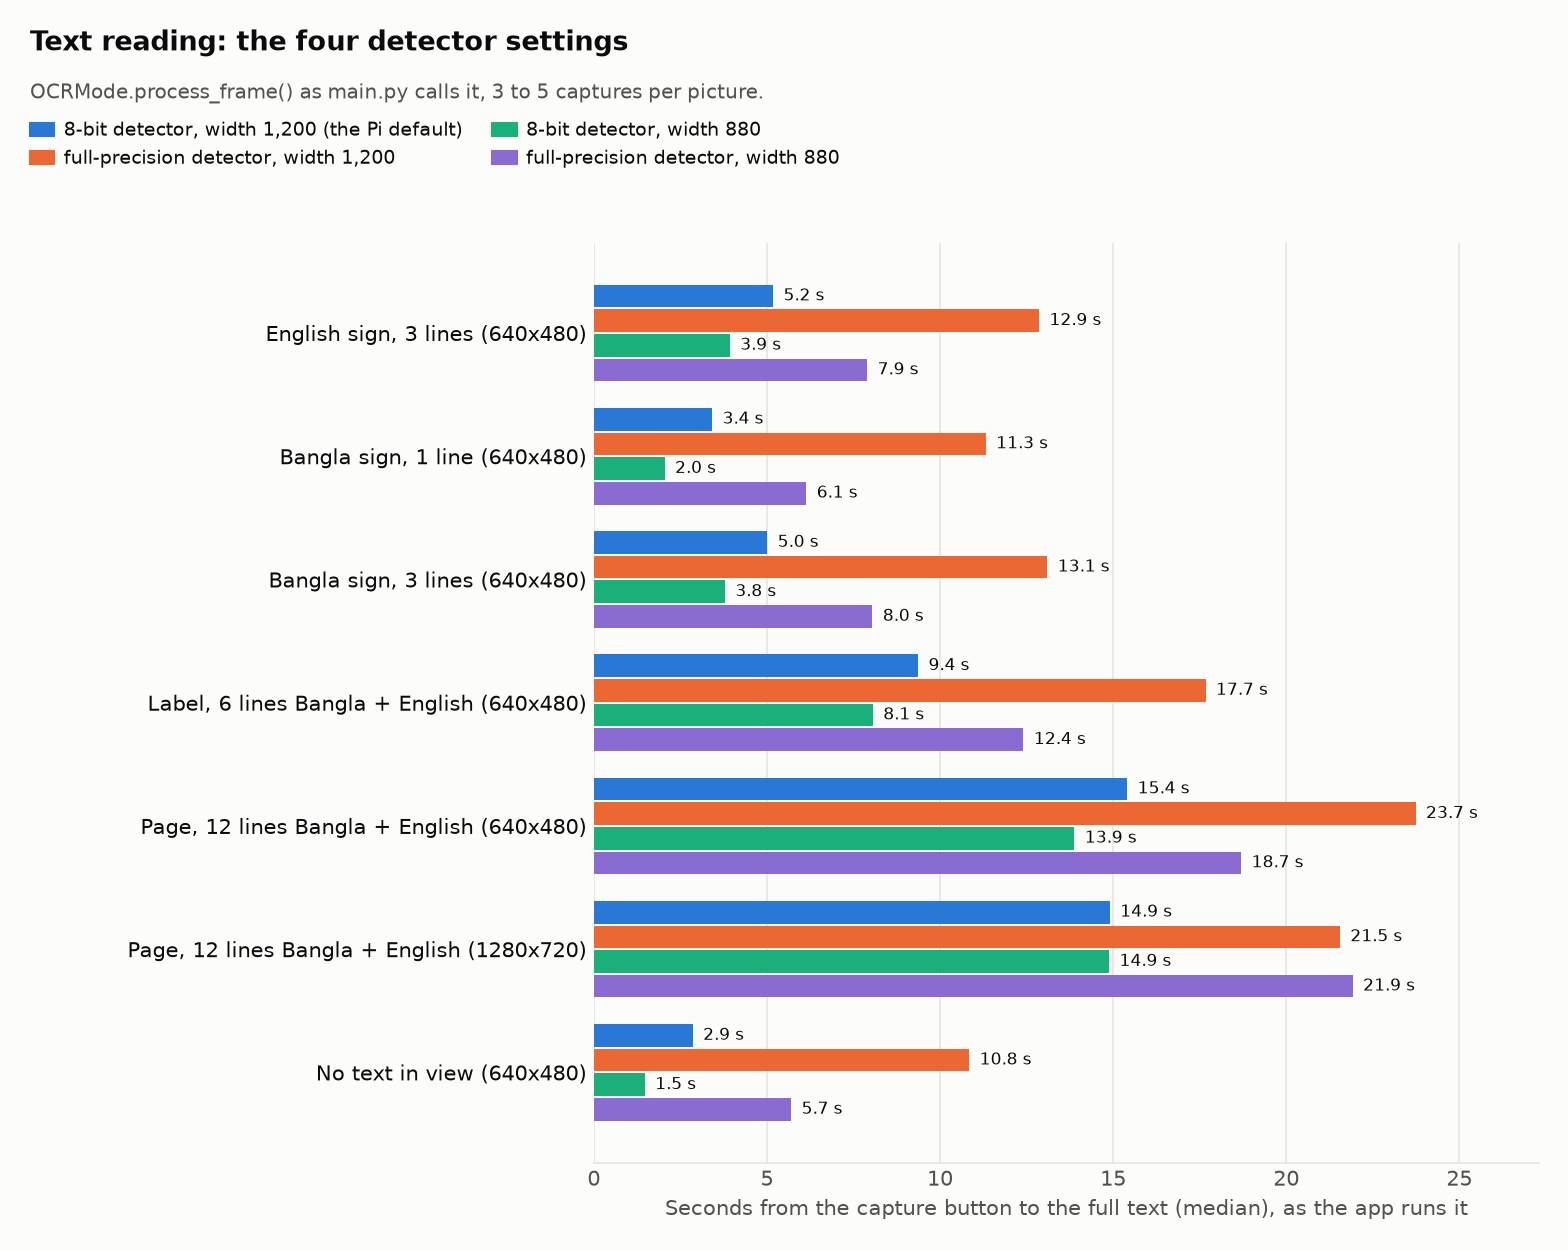 Text reading: the four detector settings
OCRMode.process_frame() as main.py calls it, 3 to 5 captures per picture.
8-bit detector, width 1,200 (the Pi default)
8-bit detector, width 880
full-precision detector, width 1,200
full-precision detector, width 880
English sign, 3 lines (640x480)
5.2 s
12.9 s
3.9 s
7.9 s
Bangla sign, 1 line (640x480)
3.4 s
11.3 s
2.0 s
6.1 s
Bangla sign, 3 lines (640x480)
5.0 s
13.1 s
3.8 s
8.0 s
Label, 6 lines Bangla + English (640x480)
9.4 s
17.7 s
8.1 s
12.4 s
Page, 12 lines Bangla + English (640x480)
15.4 s
23.7 s
13.9 s
18.7 s
Page, 12 lines Bangla + English (1280x720)
14.9 s
21.5 s
14.9 s
21.9 s
No text in view (640x480)
2.9 s
10.8 s
1.5 s
5.7 s
0 5 10 15 20 25
Seconds from the capture button to the full text (median), as the app runs it